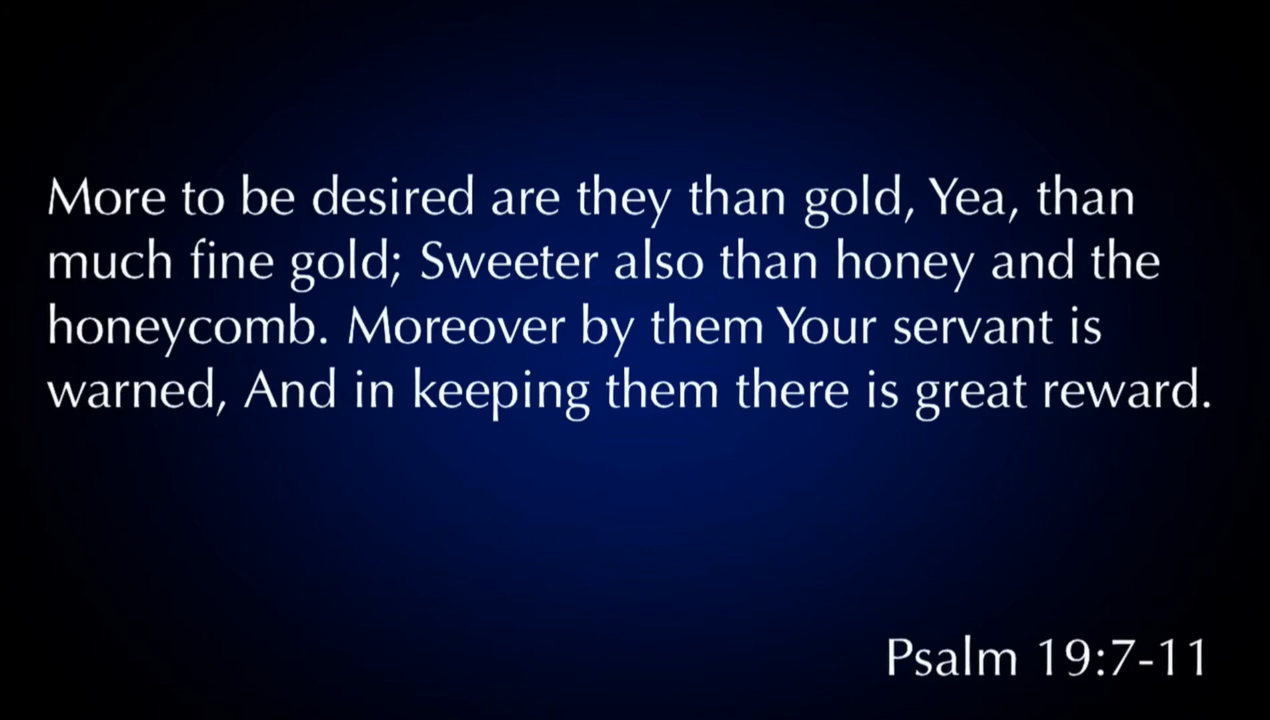 More to be desired are they than gold, Yea, than
much fine gold; Sweeter also than honey and the
honeycomb. Moreover by them Your servant is
warned, And in keeping them there is great reward.
Psalm 19:7-11